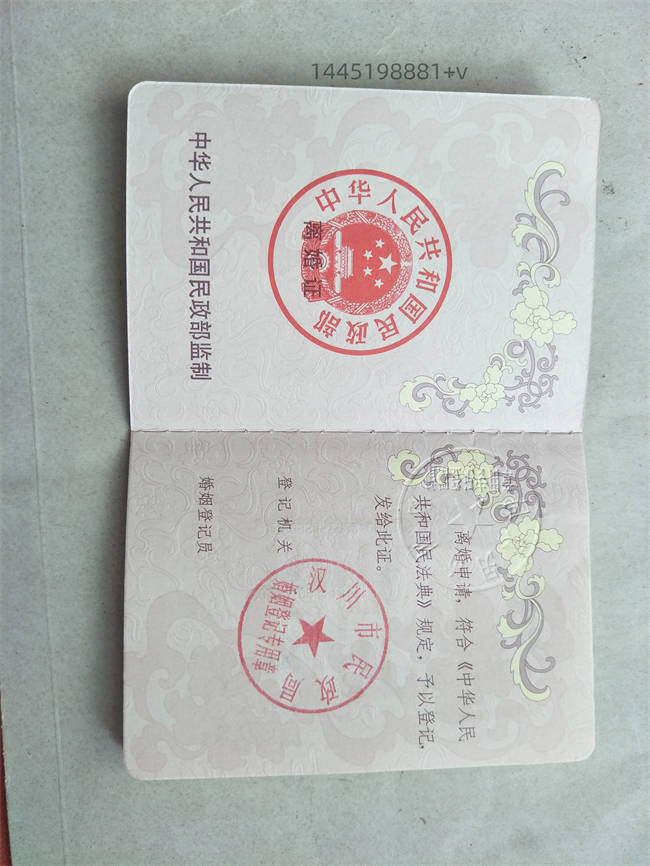 1445198881+v
中华人民共和国民政部
离婚证
中华人民共和国民政部监制
离婚申请，符合《中华人民
共和国民法典》规定，予以登记，
发给此证。
登记机关
汉川市民政局
婚姻登记专用章
婚姻登记员